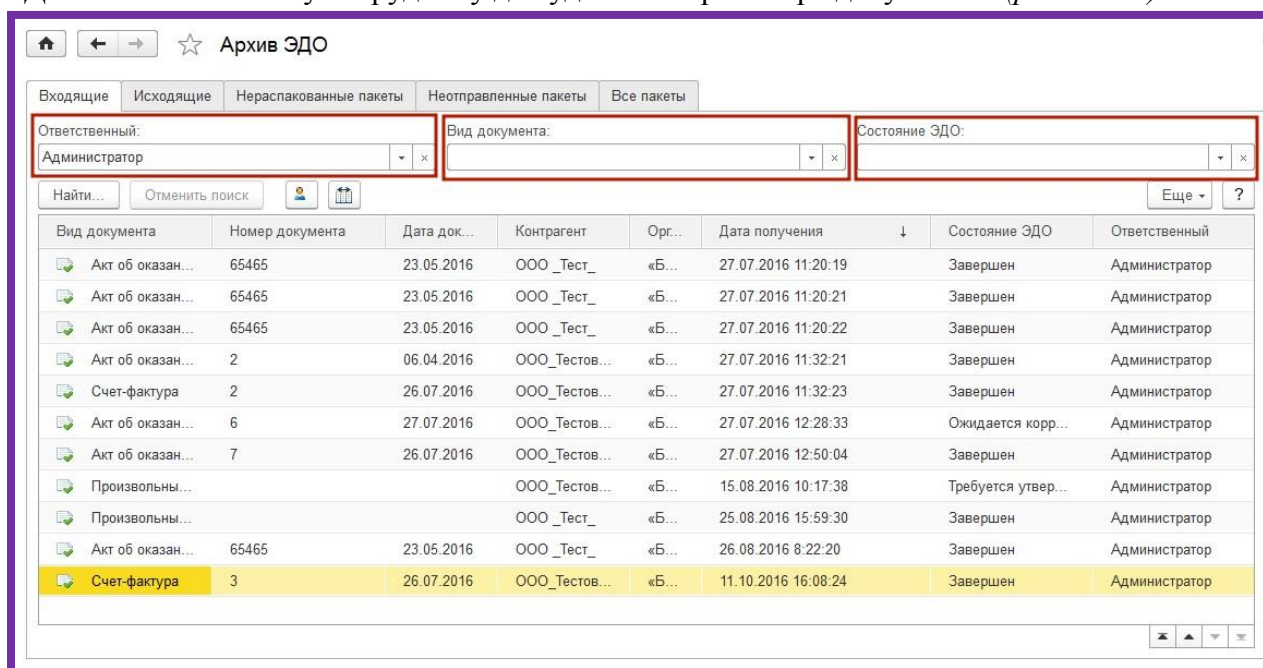 Архив ЭДО
Входящие Исходящие Нераспакованные пакеты Неотправленные пакеты Все пакеты
Ответственный: Вид документа: Состояние ЭДО:
Администратор
Найти... Отменить поиск Еще ?
Вид документа Номер документа Дата док... Контрагент Орг... Дата получения ↓ Состояние ЭДО Ответственный
Акт об оказан... 65465 23.05.2016 ООО _Тест_ «Б... 27.07.2016 11:20:19 Завершен Администратор
Акт об оказан... 65465 23.05.2016 ООО _Тест_ «Б... 27.07.2016 11:20:21 Завершен Администратор
Акт об оказан... 65465 23.05.2016 ООО _Тест_ «Б... 27.07.2016 11:20:22 Завершен Администратор
Акт об оказан... 2 06.04.2016 ООО_Тестов... «Б... 27.07.2016 11:32:21 Завершен Администратор
Счет-фактура 2 26.07.2016 ООО_Тестов... «Б... 27.07.2016 11:32:23 Завершен Администратор
Акт об оказан... 6 27.07.2016 ООО_Тестов... «Б... 27.07.2016 12:28:33 Ожидается корр... Администратор
Акт об оказан... 7 26.07.2016 ООО_Тестов... «Б... 27.07.2016 12:50:04 Завершен Администратор
Произвольны... ООО_Тестов... «Б... 15.08.2016 10:17:38 Требуется утвер... Администратор
Произвольны... ООО _Тест_ «Б... 25.08.2016 15:59:30 Завершен Администратор
Акт об оказан... 65465 23.05.2016 ООО _Тест_ «Б... 26.08.2016 8:22:20 Завершен Администратор
Счет-фактура 3 26.07.2016 ООО_Тестов... «Б... 11.10.2016 16:08:24 Завершен Администратор